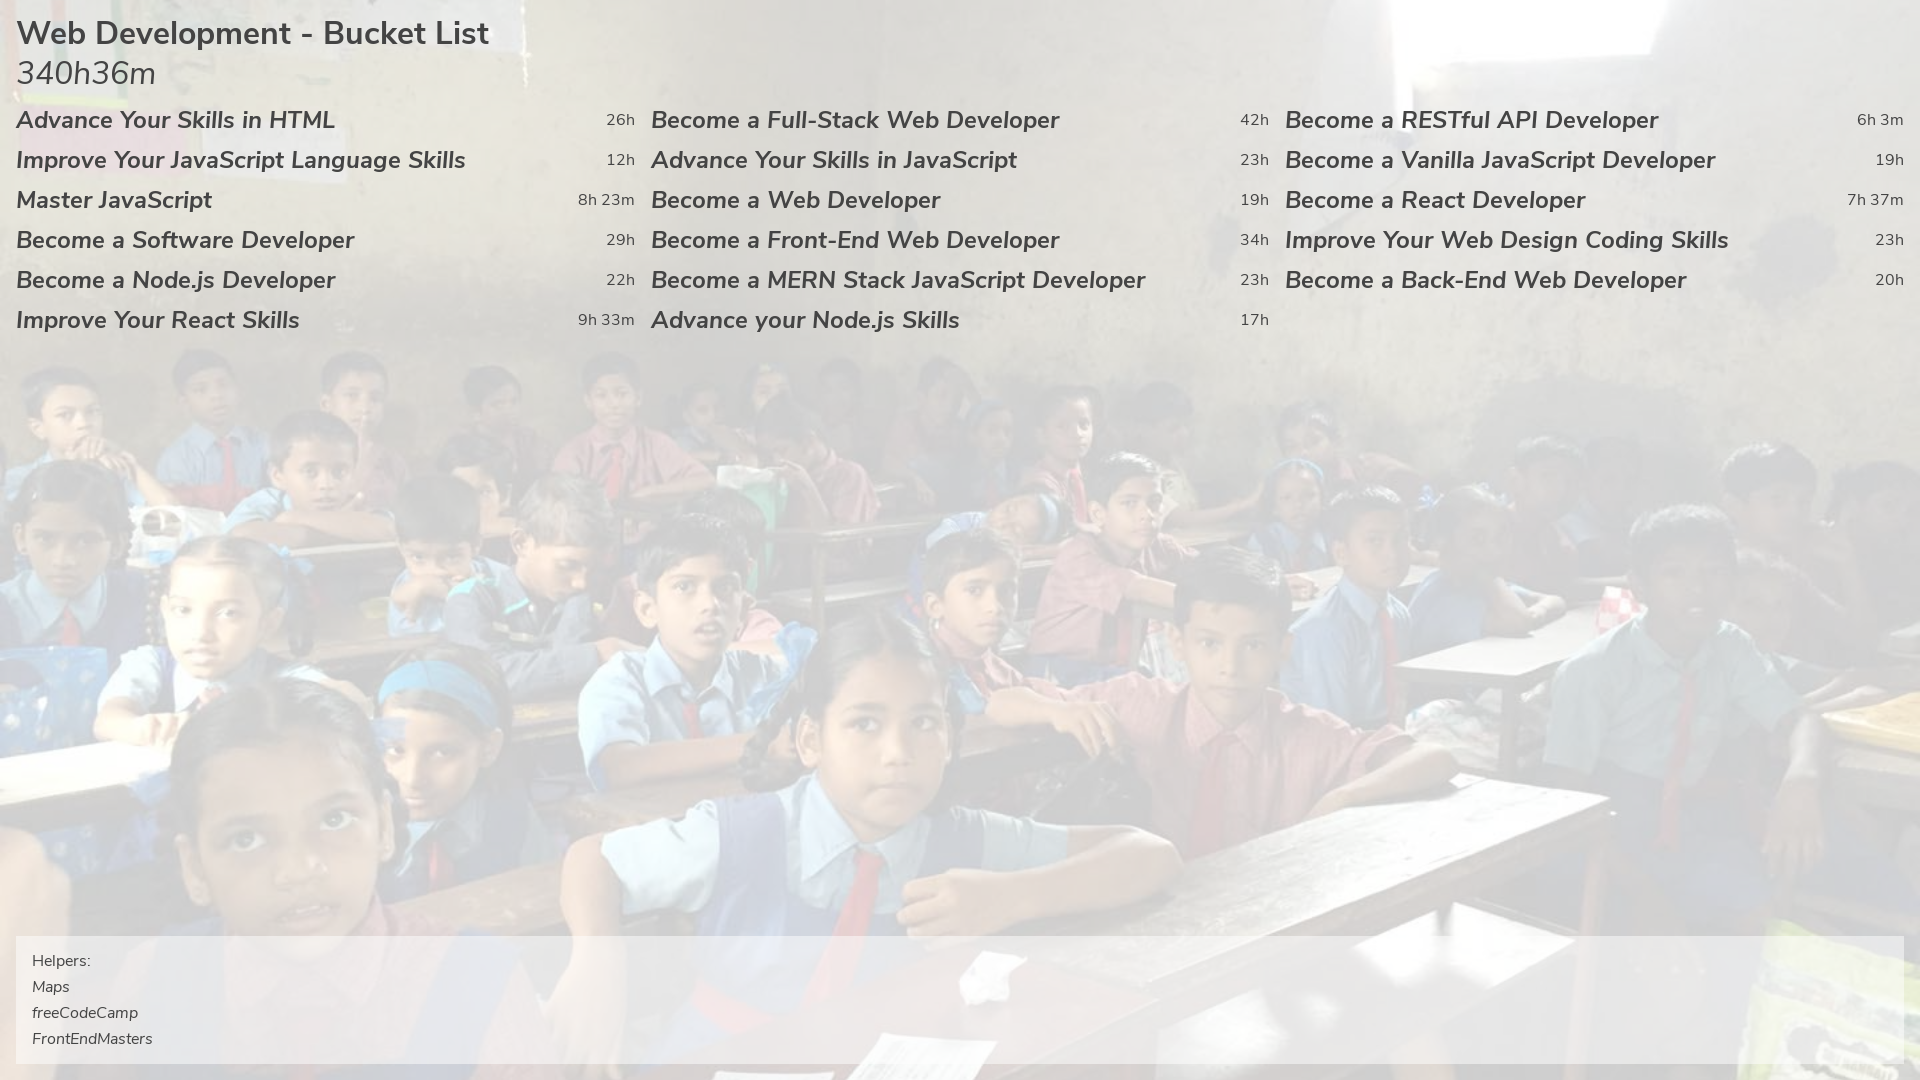 Web Development - Bucket List
340h36m
Advance Your Skills in HTML 26h
Improve Your JavaScript Language Skills 12h
Master JavaScript 8h 23m
Become a Software Developer 29h
Become a Node.js Developer 22h
Improve Your React Skills 9h 33m
Become a Full-Stack Web Developer 42h
Advance Your Skills in JavaScript 23h
Become a Web Developer 19h
Become a Front-End Web Developer 34h
Become a MERN Stack JavaScript Developer 23h
Advance your Node.js Skills 17h
Become a RESTful API Developer 6h 3m
Become a Vanilla JavaScript Developer 19h
Become a React Developer 7h 37m
Improve Your Web Design Coding Skills 23h
Become a Back-End Web Developer 20h
Helpers:
Maps
freeCodeCamp
FrontEndMasters